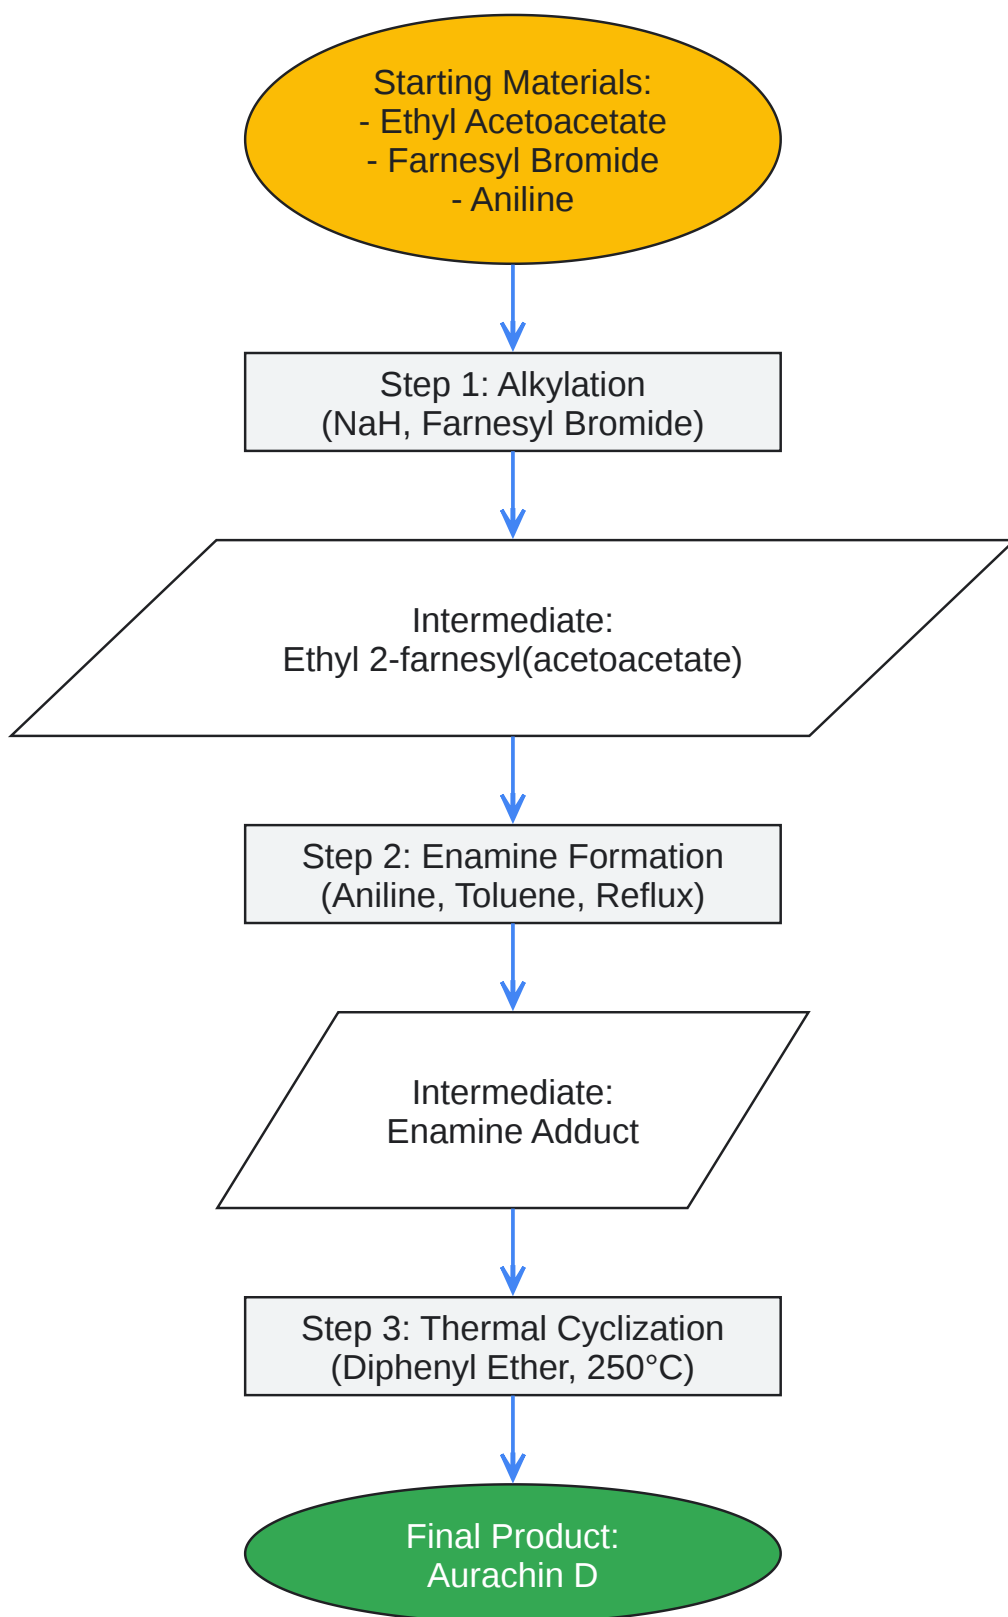 Starting Materials:
- Ethyl Acetoacetate
- Farnesyl Bromide
- Aniline
Step 1: Alkylation
(NaH, Farnesyl Bromide)
Intermediate:
Ethyl 2-farnesyl(acetoacetate)
Step 2: Enamine Formation
(Aniline, Toluene, Reflux)
Intermediate:
Enamine Adduct
Step 3: Thermal Cyclization
(Diphenyl Ether, 250°C)
Final Product:
Aurachin D